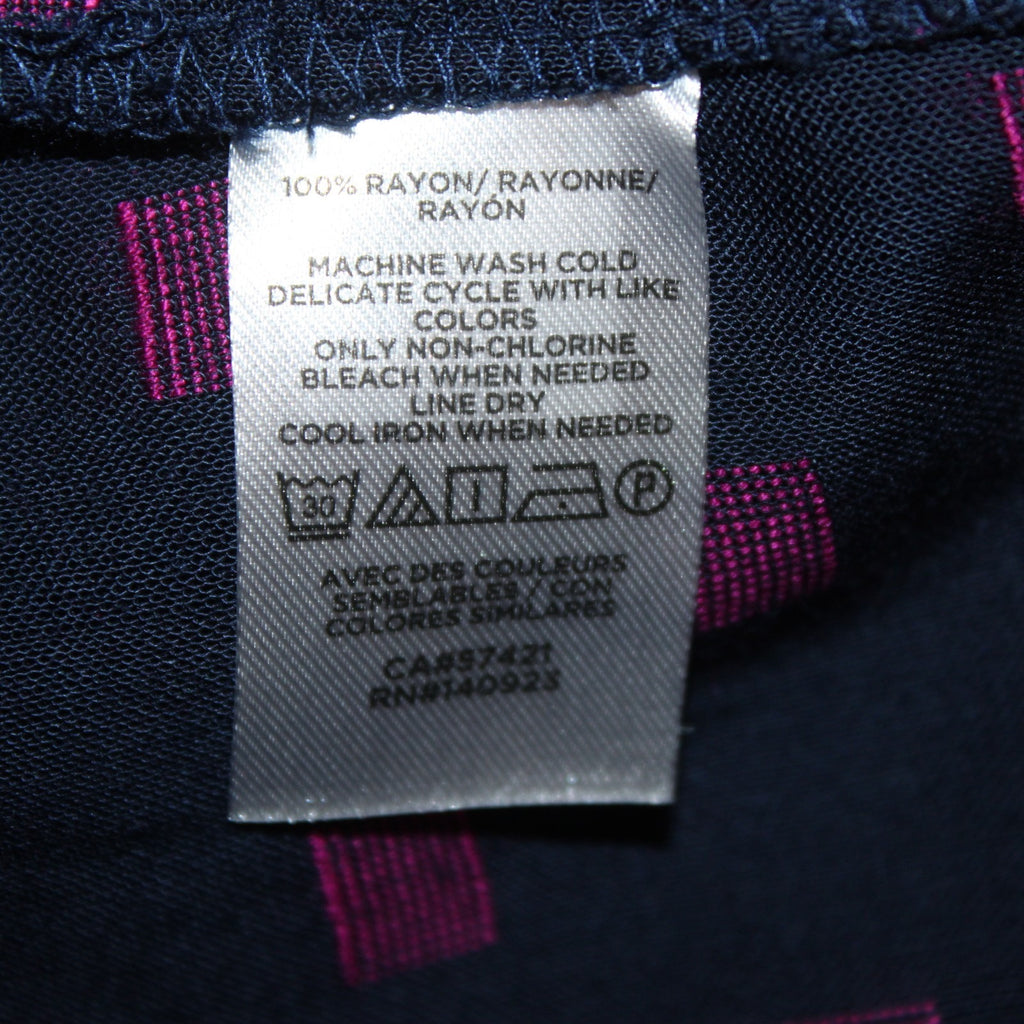 100% RAYON/ RAYONNE/
RAYÓN
MACHINE WASH COLD
DELICATE CYCLE WITH LIKE
COLORS
ONLY NON-CHLORINE
BLEACH WHEN NEEDED
LINE DRY
COOL IRON WHEN NEEDED
30 P
AVEC DES COULEURS
SEMBLABLES / CON
COLORES SIMILARES
CA#57421
RN#140923